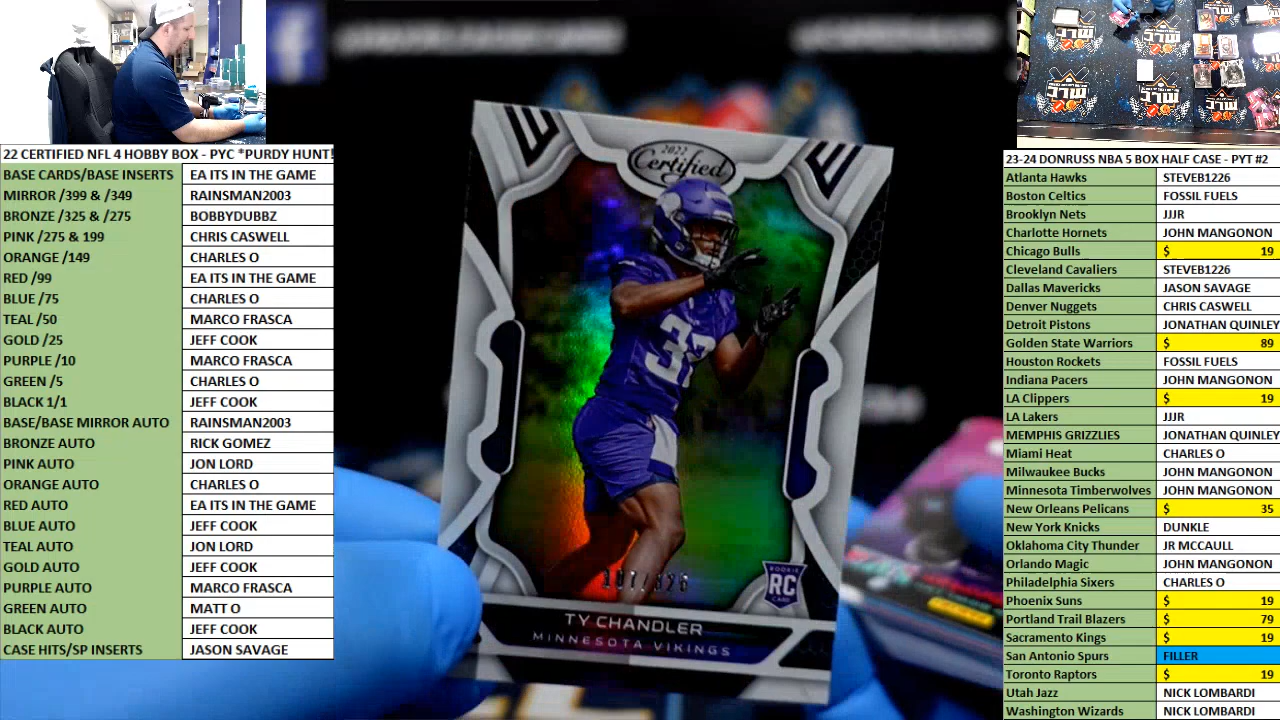 22 CERTIFIED NFL 4 HOBBY BOX - PYC *PURDY HUNT!
BASE CARDS/BASE INSERTS EA ITS IN THE GAME
MIRROR /399 & /349 RAINSMAN2003
BRONZE /325 & /275 BOBBYDUBBZ
PINK /275 & 199 CHRIS CASWELL
ORANGE /149 CHARLES O
RED /99 EA ITS IN THE GAME
BLUE /75 CHARLES O
TEAL /50 MARCO FRASCA
GOLD /25 JEFF COOK
PURPLE /10 MARCO FRASCA
GREEN /5 CHARLES O
BLACK 1/1 JEFF COOK
BASE/BASE MIRROR AUTO RAINSMAN2003
BRONZE AUTO RICK GOMEZ
PINK AUTO JON LORD
ORANGE AUTO CHARLES O
RED AUTO EA ITS IN THE GAME
BLUE AUTO JEFF COOK
TEAL AUTO JON LORD
GOLD AUTO JEFF COOK
PURPLE AUTO MARCO FRASCA
GREEN AUTO MATT O
BLACK AUTO JEFF COOK
CASE HITS/SP INSERTS JASON SAVAGE
2022
Certified
ROOKIE
RC
CARD
TY CHANDLER
MINNESOTA VIKINGS
23-24 DONRUSS NBA 5 BOX HALF CASE - PYT #2
Atlanta Hawks STEVEB1226
Boston Celtics FOSSIL FUELS
Brooklyn Nets JJJR
Charlotte Hornets JOHN MANGONON
Chicago Bulls $ 19
Cleveland Cavaliers STEVEB1226
Dallas Mavericks JASON SAVAGE
Denver Nuggets CHRIS CASWELL
Detroit Pistons JONATHAN QUINLEY
Golden State Warriors $ 89
Houston Rockets FOSSIL FUELS
Indiana Pacers JOHN MANGONON
LA Clippers $ 19
LA Lakers JJJR
MEMPHIS GRIZZLIES JONATHAN QUINLEY
Miami Heat CHARLES O
Milwaukee Bucks JOHN MANGONON
Minnesota Timberwolves JOHN MANGONON
New Orleans Pelicans $ 35
New York Knicks DUNKLE
Oklahoma City Thunder JR MCCAULL
Orlando Magic JOHN MANGONON
Philadelphia Sixers CHARLES O
Phoenix Suns $ 19
Portland Trail Blazers $ 79
Sacramento Kings $ 19
San Antonio Spurs FILLER
Toronto Raptors $ 19
Utah Jazz NICK LOMBARDI
Washington Wizards NICK LOMBARDI